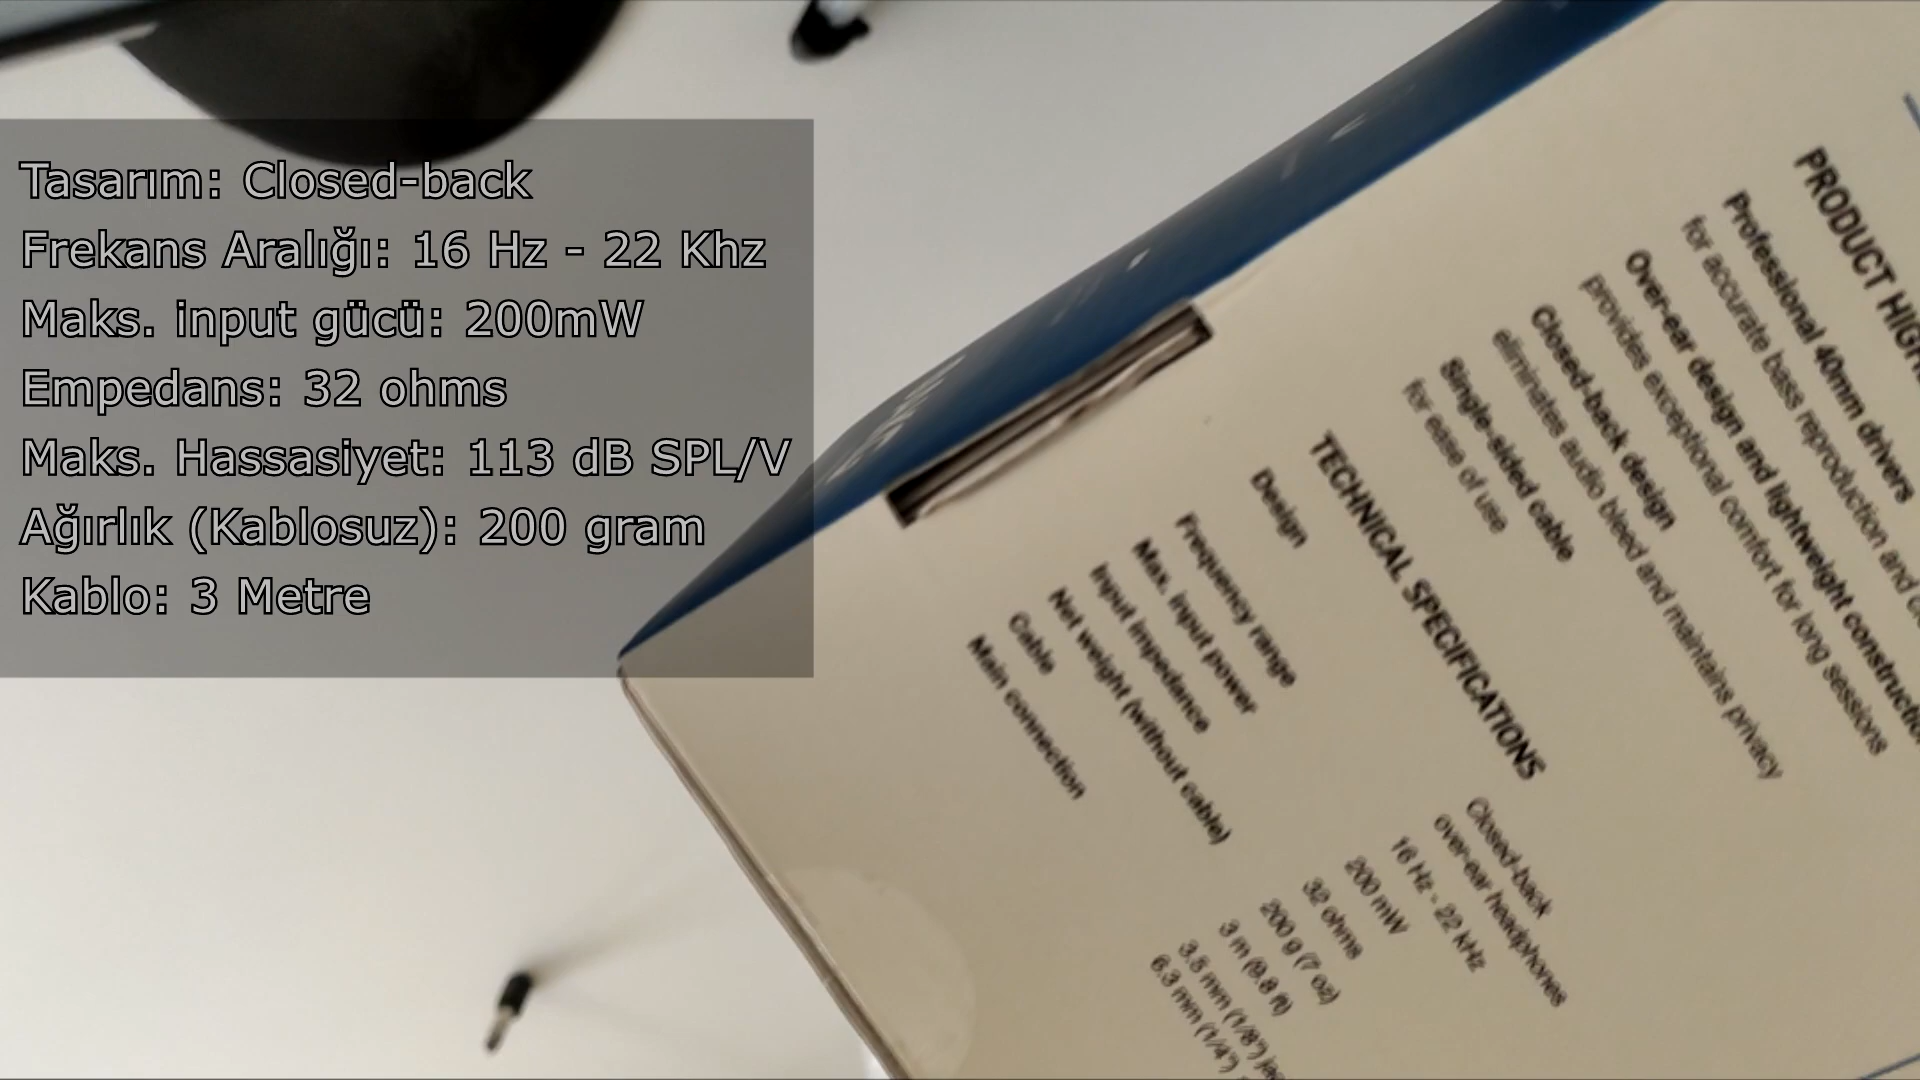 Tasarım: Closed-back
Frekans Aralığı: 16 Hz - 22 Khz
Maks. input gücü: 200mW
Empedans: 32 ohms
Maks. Hassasiyet: 113 dB SPL/V
Ağırlık (Kablosuz): 200 gram
Kablo: 3 Metre
PRODUCT
Professional 40mm drivers
for accurate bass reproduction and
Over-ear design and lightweight construction
provides exceptional comfort for long sessions
Closed-back design
eliminates audio bleed and maintains privacy
Single-sided cable
for ease of use
TECHNICAL SPECIFICATIONS
Design Closed-back
over-ear headphones
Frequency range 16 Hz - 22 kHz
Max. input power 200 mW
Input impedance 32 ohms
Net weight (without cable) 200 g (7 oz)
Cable 3 m (9.8 ft)
Main connection 3.5 mm (1/8")
6.3 mm (1/4")